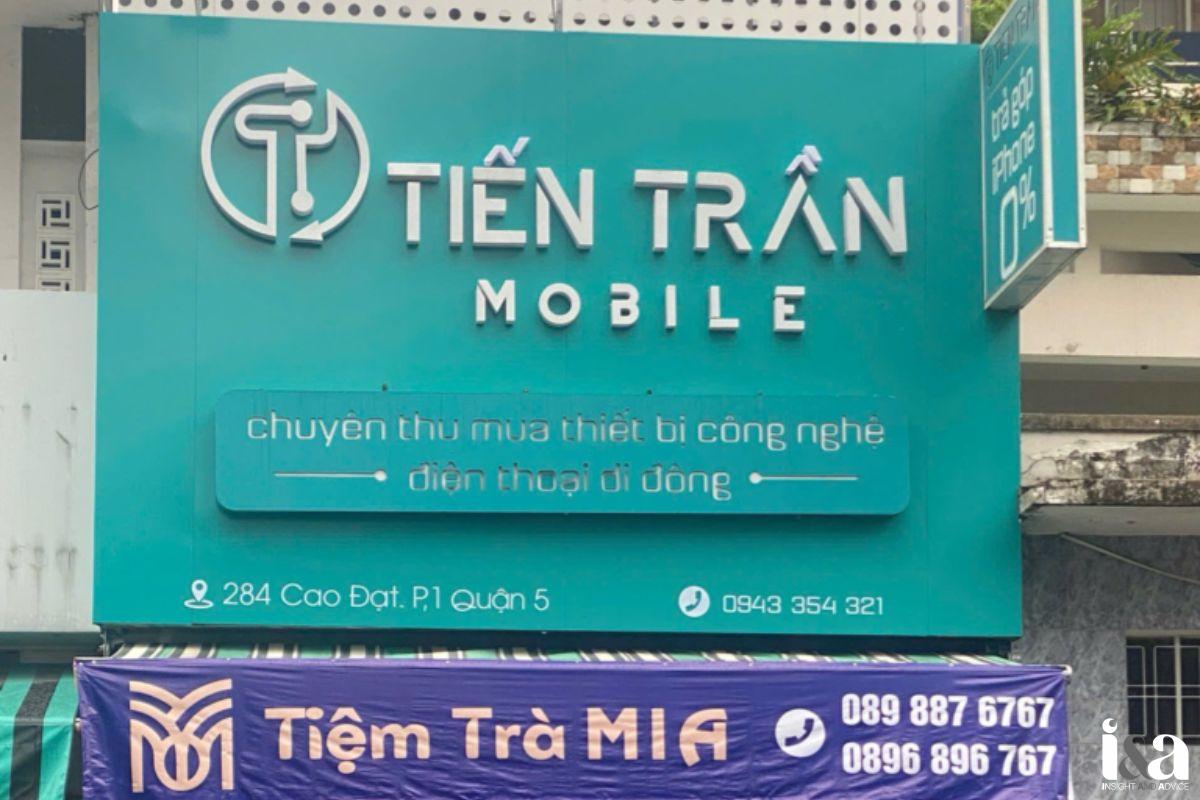 TIẾN TRẦN
MOBILE
chuyên thu mua thiết bị công nghệ
điện thoại di động
284 Cao Đạt. P,1 Quận 5
0943 354 321
TIẾN TRẦN
trả góp
iPhone
0%
Tiệm Trà MIA
089 887 6767
0896 896 767
i&a
INSIGHT AND ADVICE